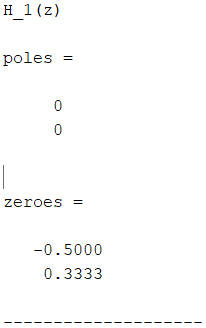 H_1(z)
poles =
0
0
zeroes =
-0.5000
0.3333
--------------------